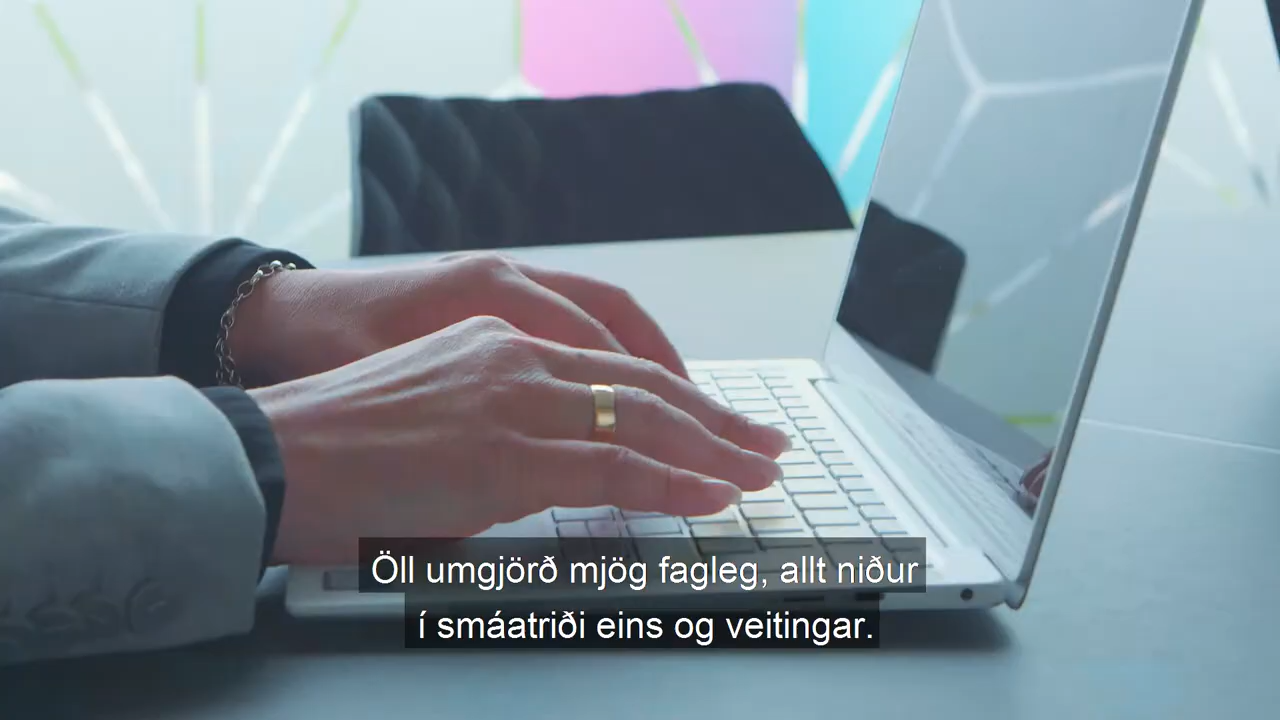 Öll umgjörð mjög fagleg, allt niður
í smáatriði eins og veitingar.